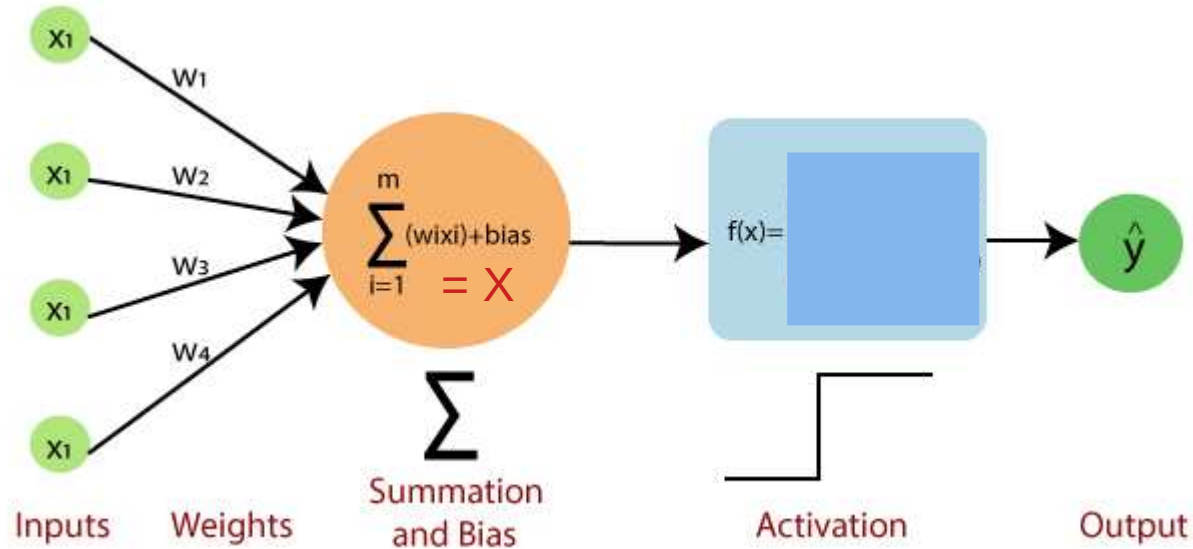 x1
w1
x1
w2
w3
x1
w4
x1
m
∑(wixi)+bias
i=1
= X
f(x)=
ŷ
∑
Summation
and Bias
Inputs
Weights
Activation
Output